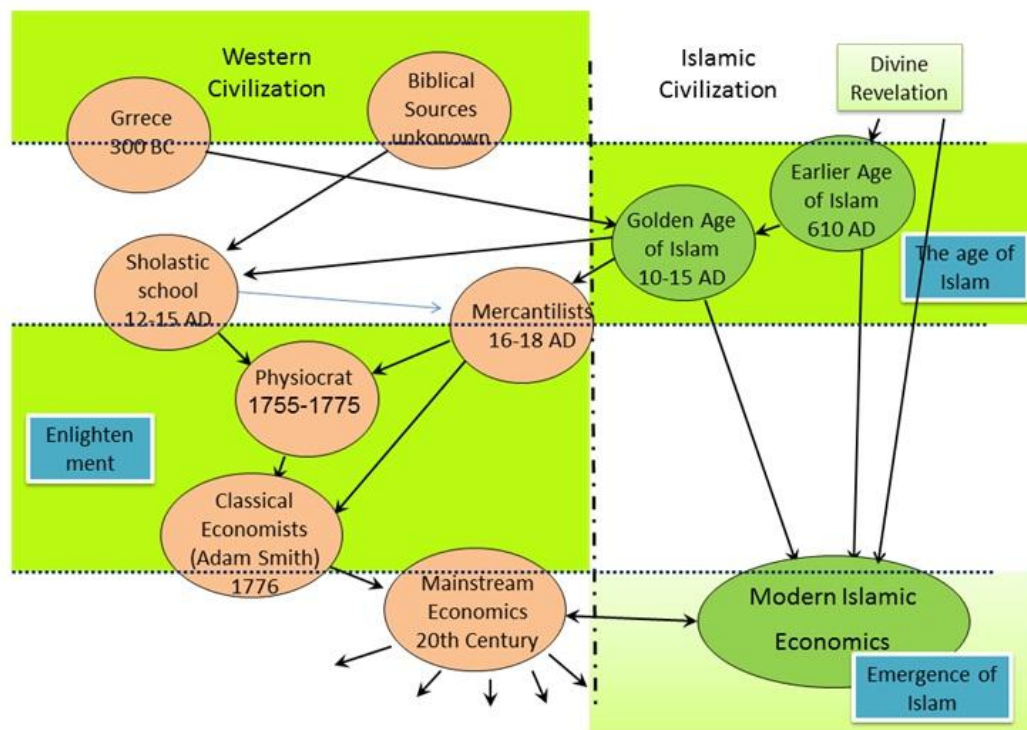 Western
Civilization
Islamic
Civilization
Divine
Revelation
Grrece
300 BC
Biblical
Sources
unkonown
Earlier Age
of Islam
610 AD
Golden Age
of Islam
10-15 AD
The age of
Islam
Sholastic
school
12-15 AD
Mercantilists
16-18 AD
Physiocrat
1755-1775
Enlighten
ment
Classical
Economists
(Adam Smith)
1776
Mainstream
Economics
20th Century
Modern Islamic
Economics
Emergence of
Islam